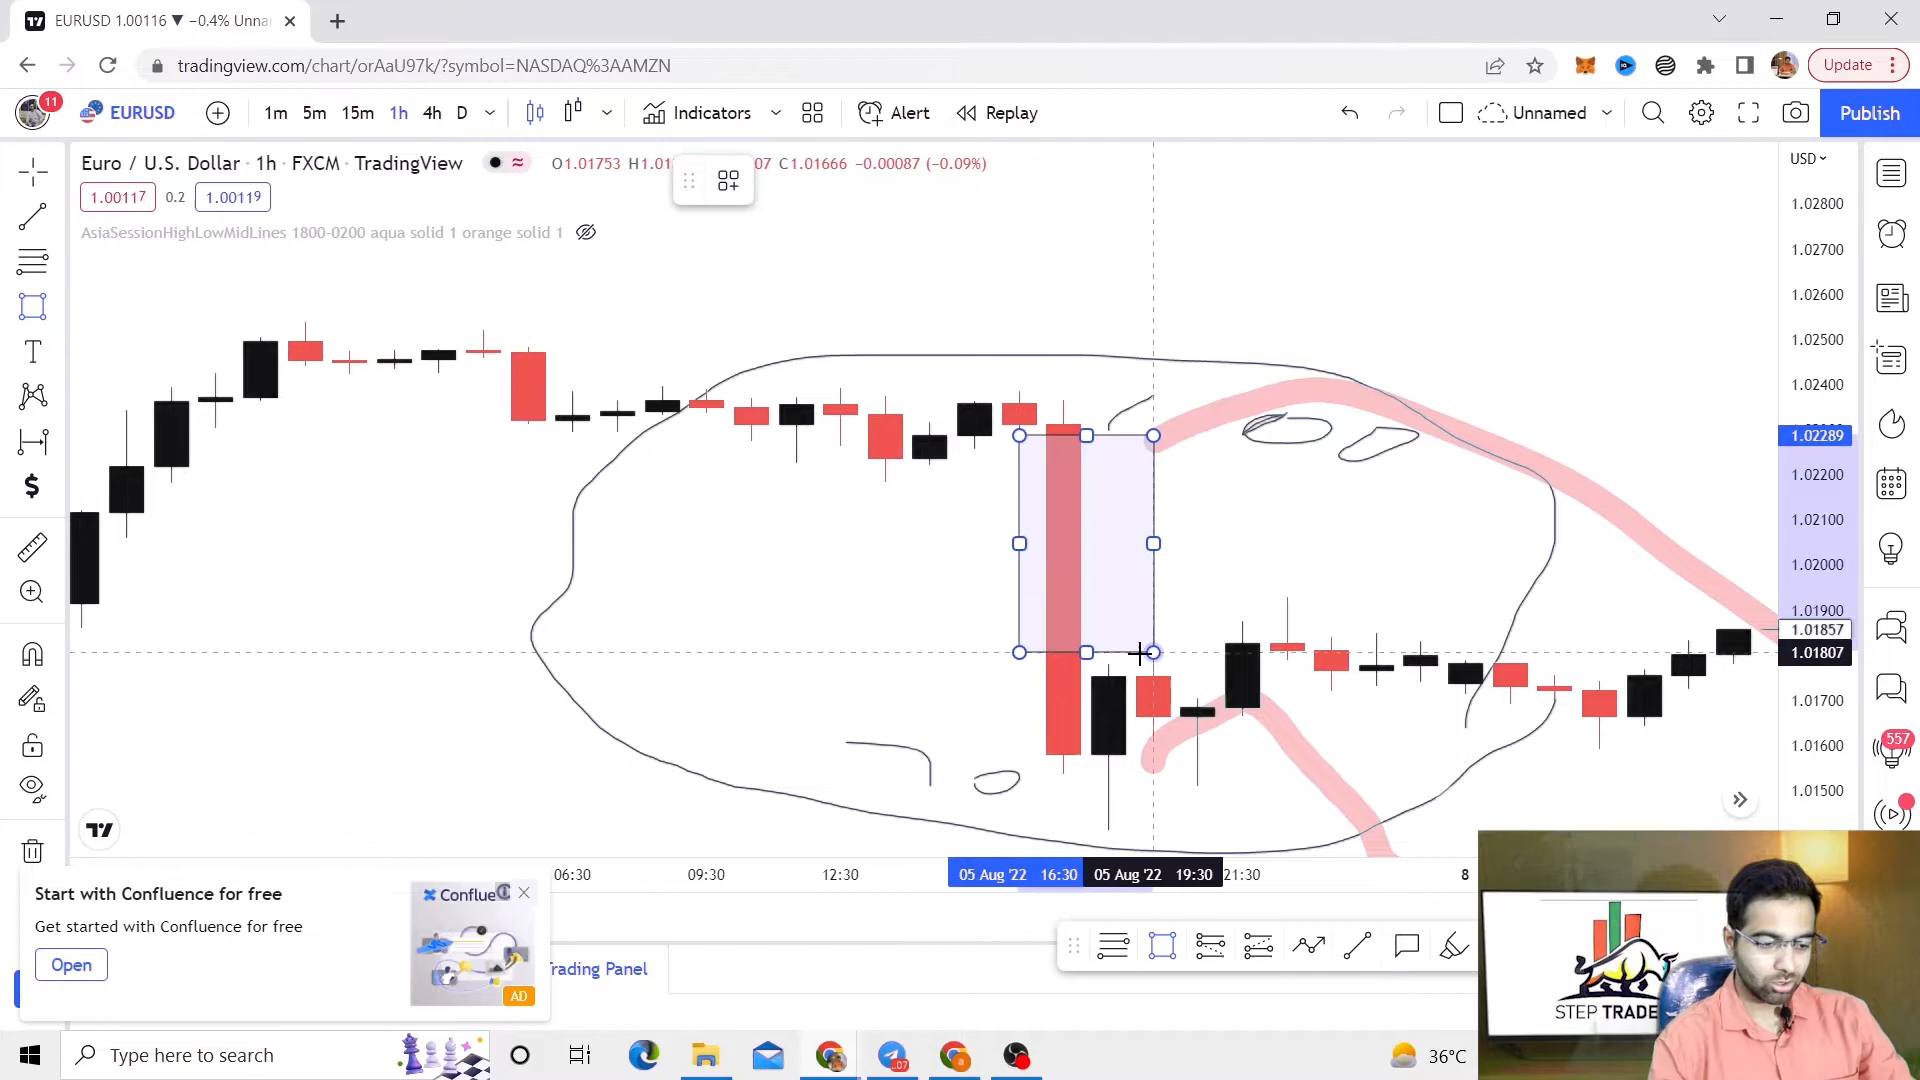 EURUSD 1.00116 ▼ −0.4% Unna
tradingview.com/chart/orAaU97k/?symbol=NASDAQ%3AAMZN
Update
11
EURUSD
1m 5m 15m 1h 4h D
Indicators
Alert
Replay
Unnamed
Publish
Euro / U.S. Dollar · 1h · FXCM · TradingView
O1.01753 H1.01 07 C1.01666 −0.00087 (−0.09%)
USD
1.00117 0.2 1.00119
AsiaSessionHighLowMidLines 1800-0200 aqua solid 1 orange solid 1
1.02800
1.02700
1.02600
1.02500
1.02400
1.02289
1.02200
1.02100
1.02000
1.01900
1.01857
1.01807
1.01700
1.01600
1.01500
557
06:30 09:30 12:30 05 Aug '22 16:30 05 Aug '22 19:30 21:30 8
Start with Confluence for free
Get started with Confluence for free
Open
Conflue
AD
Trading Panel
STEP TRADE
Type here to search
36°C